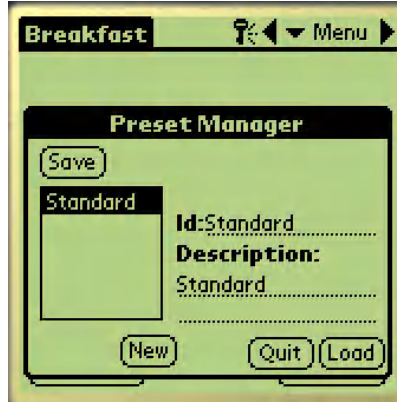 Breakfast Menu
Preset Manager
Save
Standard
Id:Standard
Description:
Standard
New Quit Load